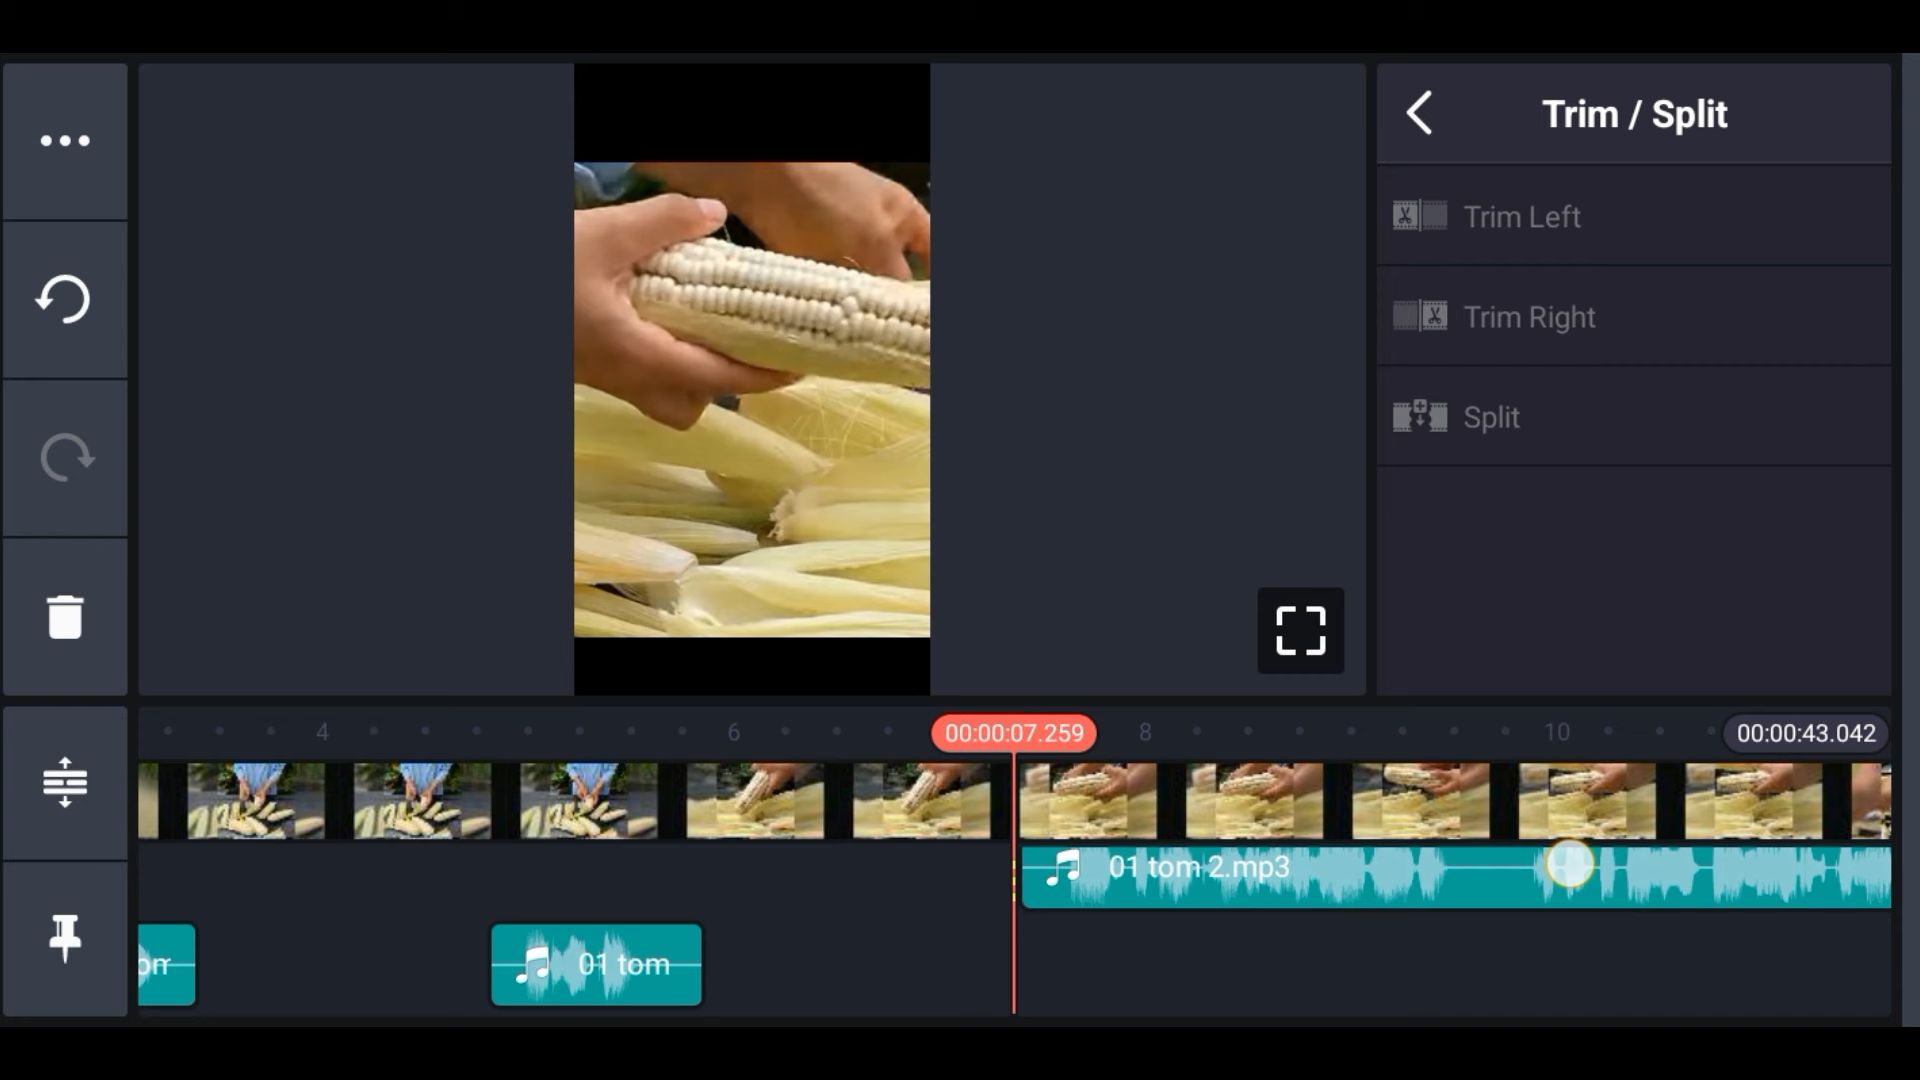 Trim / Split
Trim Left
Trim Right
Split
4
6
00:00:07.259
8
10
00:00:43.042
01 tom 2.mp3
om
01 tom